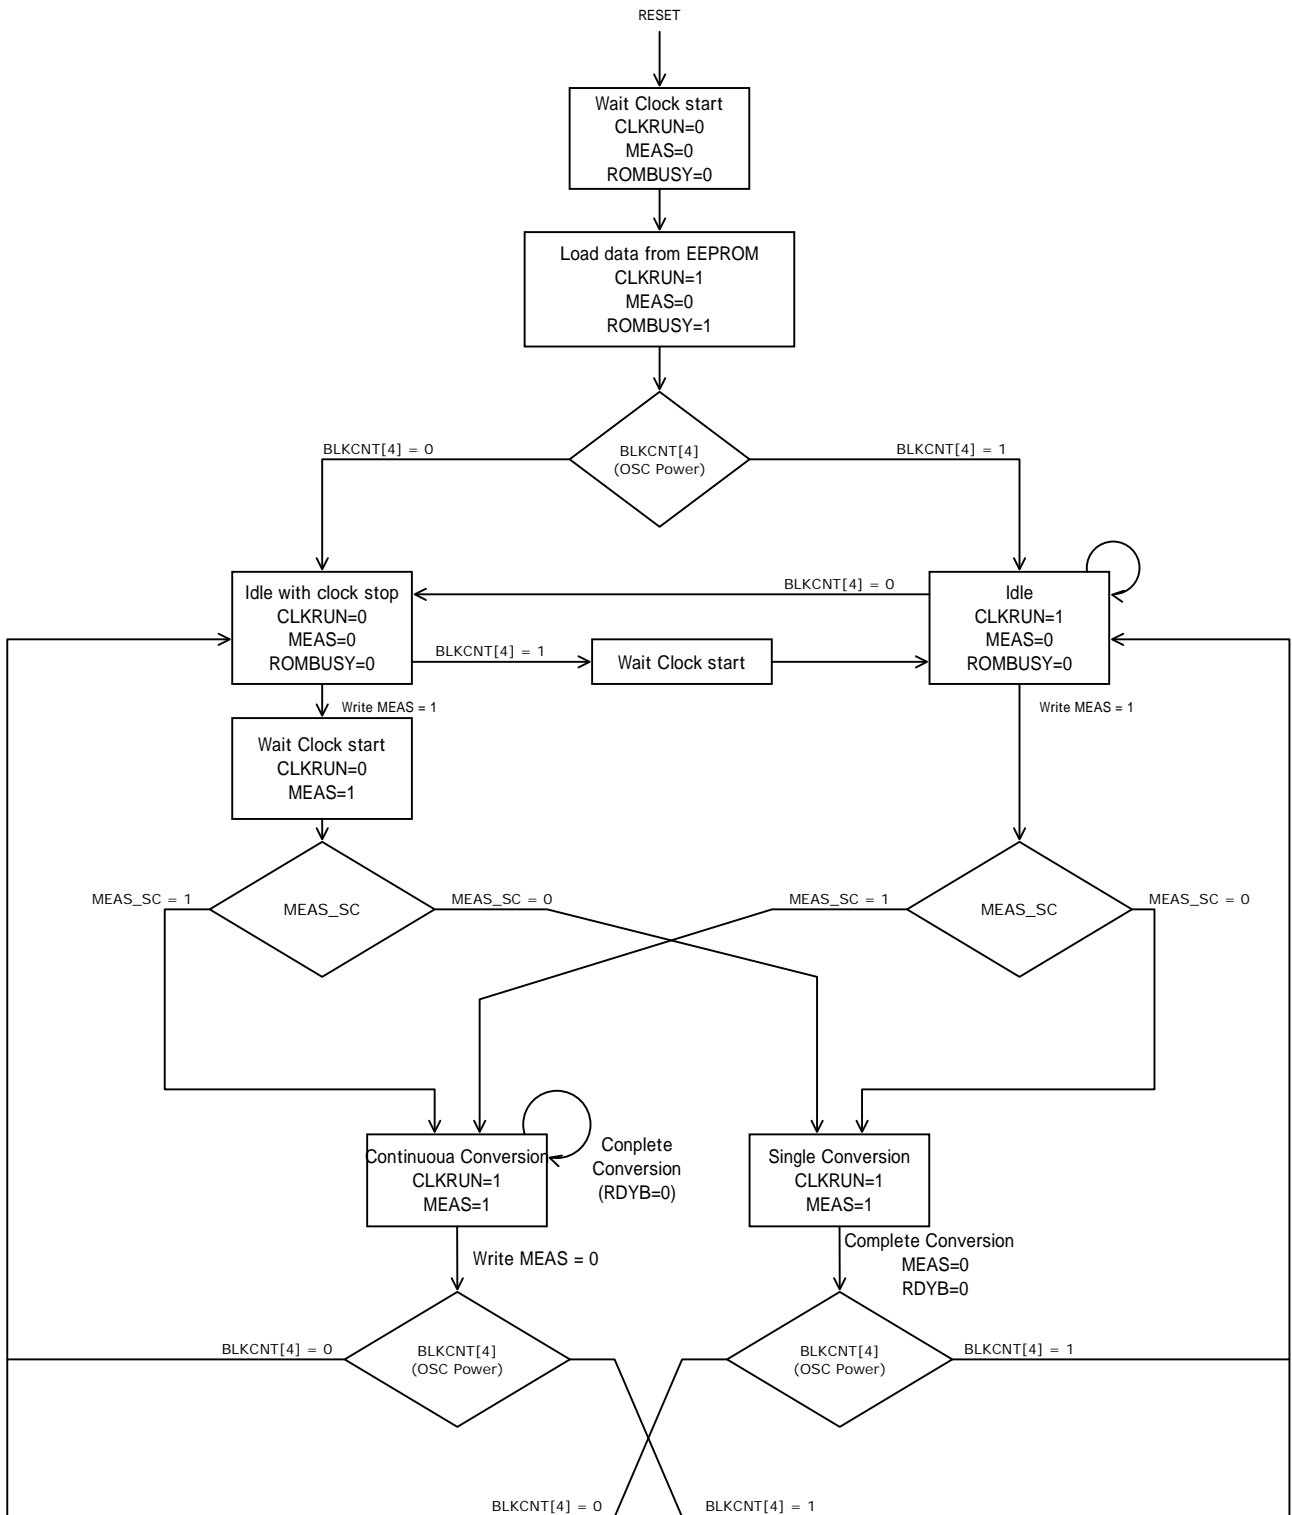 RESET
Wait Clock start
CLKRUN=0
MEAS=0
ROMBUSY=0
Load data from EEPROM
CLKRUN=1
MEAS=0
ROMBUSY=1
BLKCNT[4] = 0
BLKCNT[4]
(OSC Power)
BLKCNT[4] = 1
Idle with clock stop
CLKRUN=0
MEAS=0
ROMBUSY=0
BLKCNT[4] = 0
BLKCNT[4] = 1
Wait Clock start
Idle
CLKRUN=1
MEAS=0
ROMBUSY=0
Write MEAS = 1
Write MEAS = 1
Wait Clock start
CLKRUN=0
MEAS=1
MEAS_SC = 1
MEAS_SC
MEAS_SC = 0
MEAS_SC = 1
MEAS_SC
MEAS_SC = 0
Continuoua Conversion
CLKRUN=1
MEAS=1
Conplete
Conversion
(RDYB=0)
Single Conversion
CLKRUN=1
MEAS=1
Write MEAS = 0
Complete Conversion
MEAS=0
RDYB=0
BLKCNT[4] = 0
BLKCNT[4]
(OSC Power)
BLKCNT[4]
(OSC Power)
BLKCNT[4] = 1
BLKCNT[4] = 0
BLKCNT[4] = 1